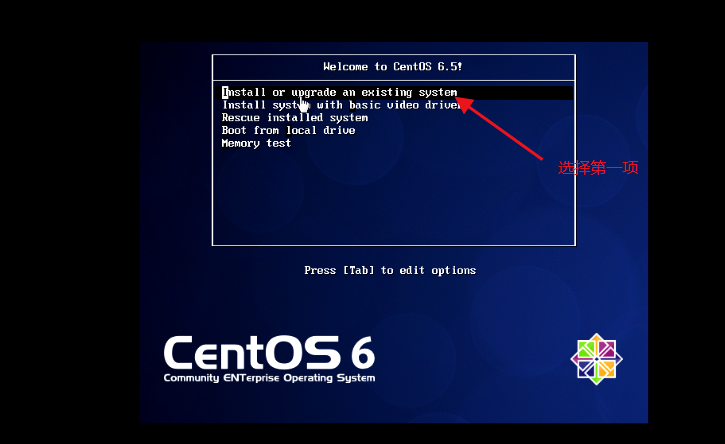 Welcome to CentOS 6.5!
Install or upgrade an existing system
Install system with basic video driver
Rescue installed system
Boot from local drive
Memory test
选择第一项
Press [Tab] to edit options
CentOS 6
Community ENTerprise Operating System